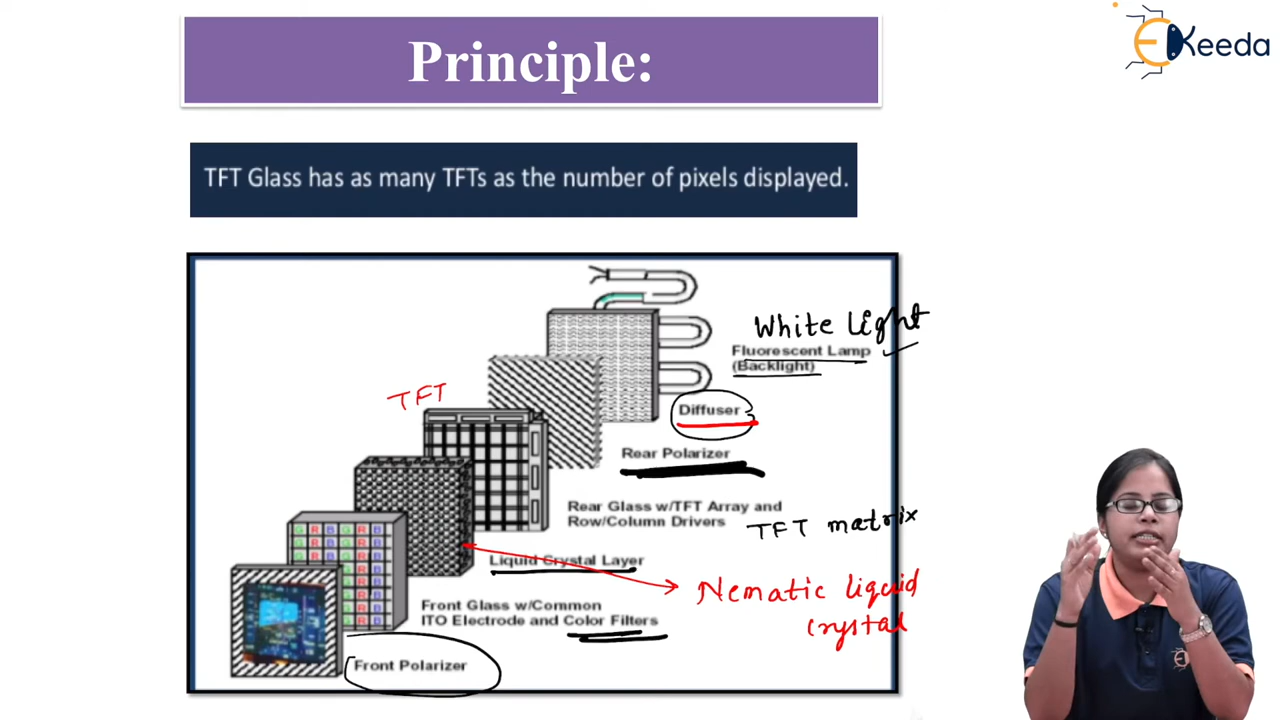 Principle:
EKeeda
TFT Glass has as many TFTs as the number of pixels displayed.
White Light
Fluorescent Lamp
(Backlight)
TFT
Diffuser
Rear Polarizer
Rear Glass w/TFT Array and
Row/Column Drivers
TFT matrix
Liquid Crystal Layer
Nematic liquid
crystal
Front Glass w/Common
ITO Electrode and Color Filters
Front Polarizer
G R B G R B
G R B G R B
G R B G R B